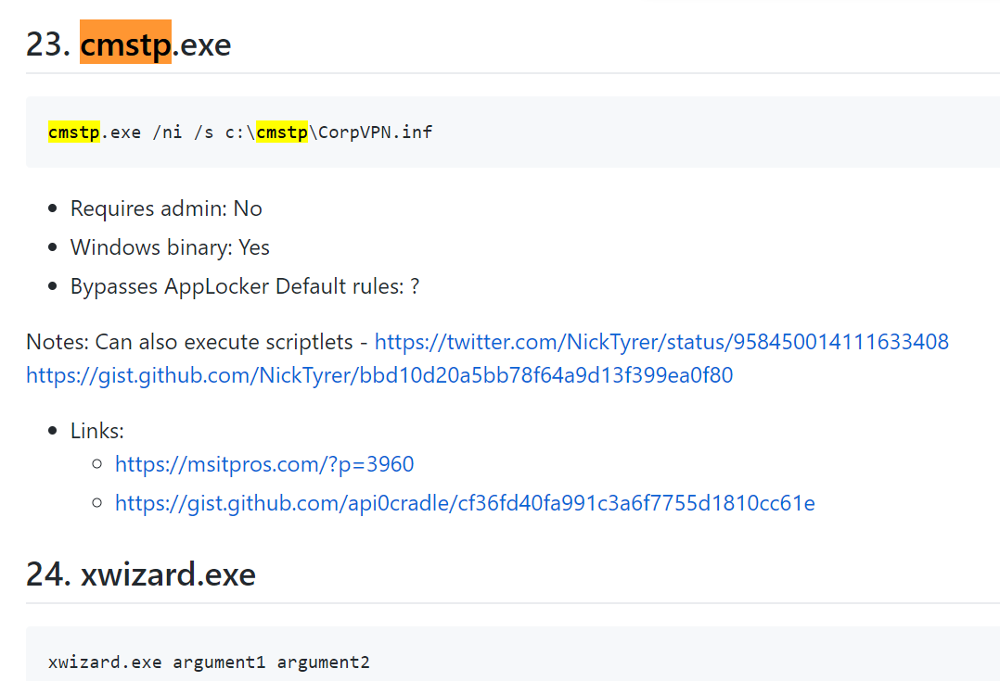 23. cmstp.exe
cmstp.exe /ni /s c:\cmstp\CorpVPN.inf
Requires admin: No
Windows binary: Yes
Bypasses AppLocker Default rules: ?
Notes: Can also execute scriptlets - https://twitter.com/NickTyrer/status/958450014111633408
https://gist.github.com/NickTyrer/bbd10d20a5bb78f64a9d13f399ea0f80
Links:
https://msitpros.com/?p=3960
https://gist.github.com/api0cradle/cf36fd40fa991c3a6f7755d1810cc61e
24. xwizard.exe
xwizard.exe argument1 argument2